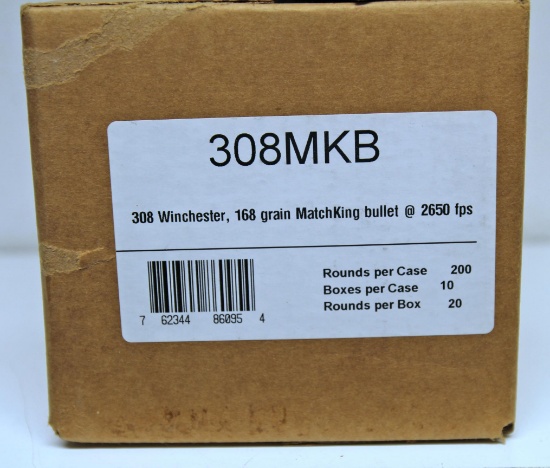 308MKB
308 Winchester, 168 grain MatchKing bullet @ 2650 fps
Rounds per Case 200
Boxes per Case 10
Rounds per Box 20
7 62344 86095 4